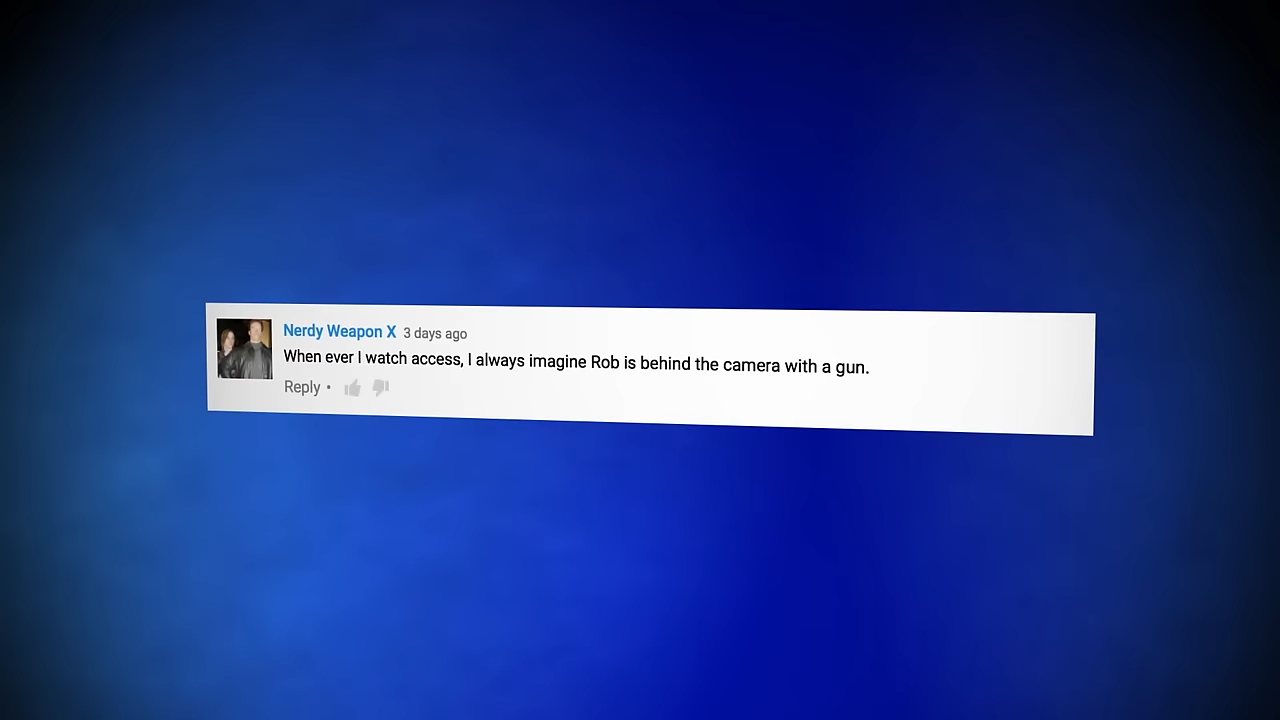 Nerdy Weapon X 3 days ago
When ever I watch access, I always imagine Rob is behind the camera with a gun.
Reply •